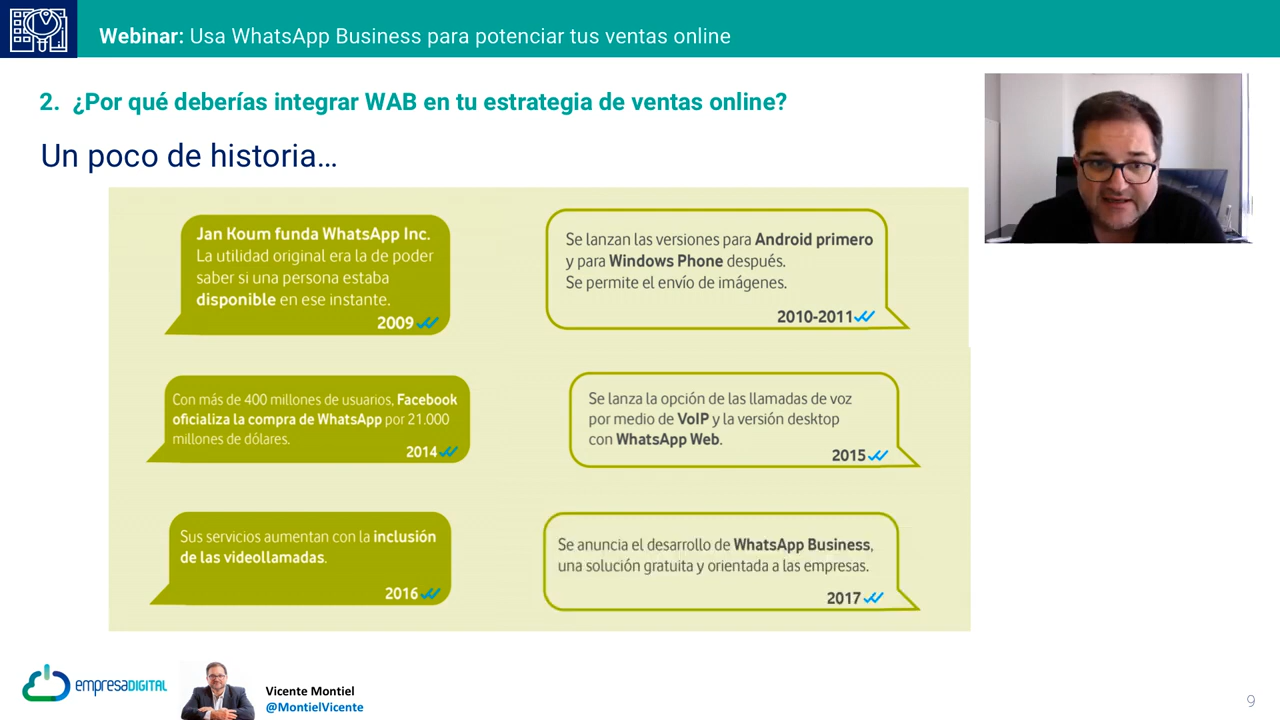 Webinar: Usa WhatsApp Business para potenciar tus ventas online
2. ¿Por qué deberías integrar WAB en tu estrategia de ventas online?
Un poco de historia...
Jan Koum funda WhatsApp Inc.
La utilidad original era la de poder
saber si una persona estaba
disponible en ese instante.
2009
Se lanzan las versiones para Android primero
y para Windows Phone después.
Se permite el envío de imágenes.
2010-2011
Con más de 400 millones de usuarios, Facebook
oficializa la compra de WhatsApp por 21.000
millones de dólares.
2014
Se lanza la opción de las llamadas de voz
por medio de VoIP y la versión desktop
con WhatsApp Web.
2015
Sus servicios aumentan con la inclusión
de las videollamadas.
2016
Se anuncia el desarrollo de WhatsApp Business,
una solución gratuita y orientada a las empresas.
2017
empresaDIGITAL
Vicente Montiel
@MontielVicente
9